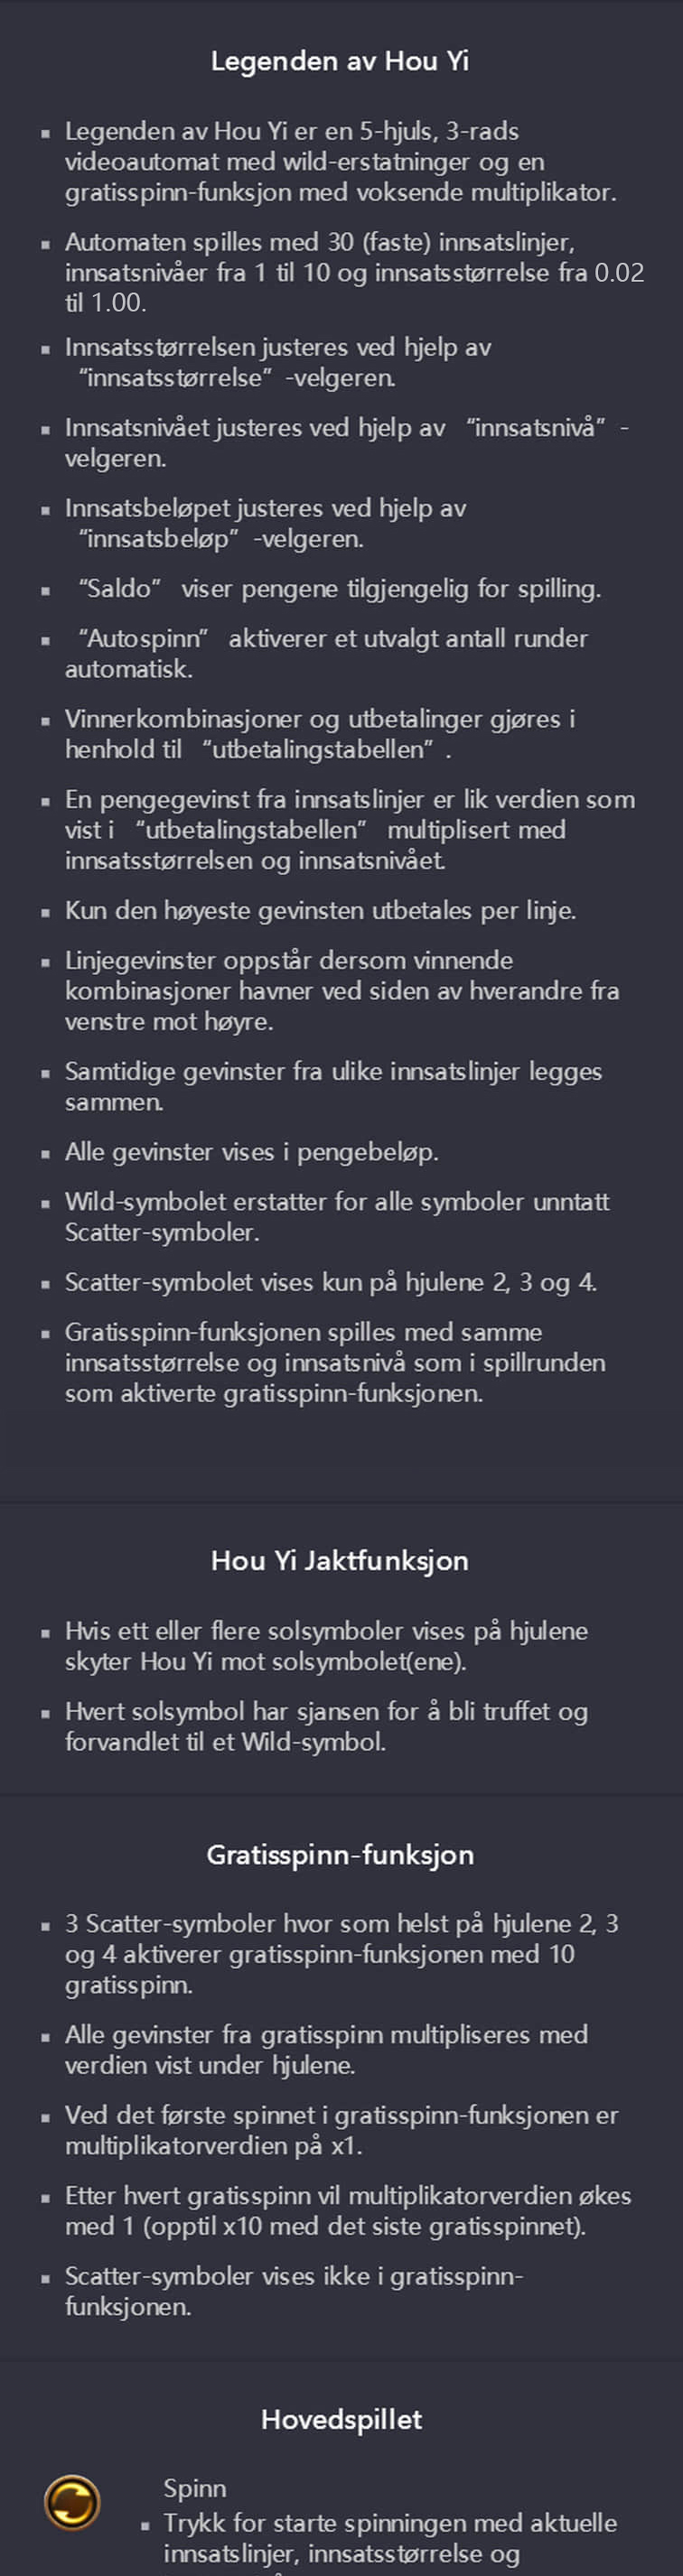 Legenden av Hou Yi
▪ Legenden av Hou Yi er en 5-hjuls, 3-rads
videoautomat med wild-erstatninger og en
gratisspinn-funksjon med voksende multiplikator.
▪ Automaten spilles med 30 (faste) innsatslinjer,
innsatsnivåer fra 1 til 10 og innsatsstørrelse fra 0.02
til 1.00.
▪ Innsatsstørrelsen justeres ved hjelp av
“innsatsstørrelse” -velgeren.
▪ Innsatsnivået justeres ved hjelp av “innsatsnivå” -
velgeren.
▪ Innsatsbeløpet justeres ved hjelp av
“innsatsbeløp” -velgeren.
▪ “Saldo” viser pengene tilgjengelig for spilling.
▪ “Autospinn” aktiverer et utvalgt antall runder
automatisk.
▪ Vinnerkombinasjoner og utbetalinger gjøres i
henhold til “utbetalingstabellen” .
▪ En pengegevinst fra innsatslinjer er lik verdien som
vist i “utbetalingstabellen” multiplisert med
innsatsstørrelsen og innsatsnivået.
▪ Kun den høyeste gevinsten utbetales per linje.
▪ Linjegevinster oppstår dersom vinnende
kombinasjoner havner ved siden av hverandre fra
venstre mot høyre.
▪ Samtidige gevinster fra ulike innsatslinjer legges
sammen.
▪ Alle gevinster vises i pengebeløp.
▪ Wild-symbolet erstatter for alle symboler unntatt
Scatter-symboler.
▪ Scatter-symbolet vises kun på hjulene 2, 3 og 4.
▪ Gratisspinn-funksjonen spilles med samme
innsatsstørrelse og innsatsnivå som i spillrunden
som aktiverte gratisspinn-funksjonen.
Hou Yi Jaktfunksjon
▪ Hvis ett eller flere solsymboler vises på hjulene
skyter Hou Yi mot solsymbolet(ene).
▪ Hvert solsymbol har sjansen for å bli truffet og
forvandlet til et Wild-symbol.
Gratisspinn-funksjon
▪ 3 Scatter-symboler hvor som helst på hjulene 2, 3
og 4 aktiverer gratisspinn-funksjonen med 10
gratisspinn.
▪ Alle gevinster fra gratisspinn multipliseres med
verdien vist under hjulene.
▪ Ved det første spinnet i gratisspinn-funksjonen er
multiplikatorverdien på x1.
▪ Etter hvert gratisspinn vil multiplikatorverdien økes
med 1 (opptil x10 med det siste gratisspinnet).
▪ Scatter-symboler vises ikke i gratisspinn-
funksjonen.
Hovedspillet
Spinn
▪ Trykk for starte spinningen med aktuelle
innsatslinjer, innsatsstørrelse og